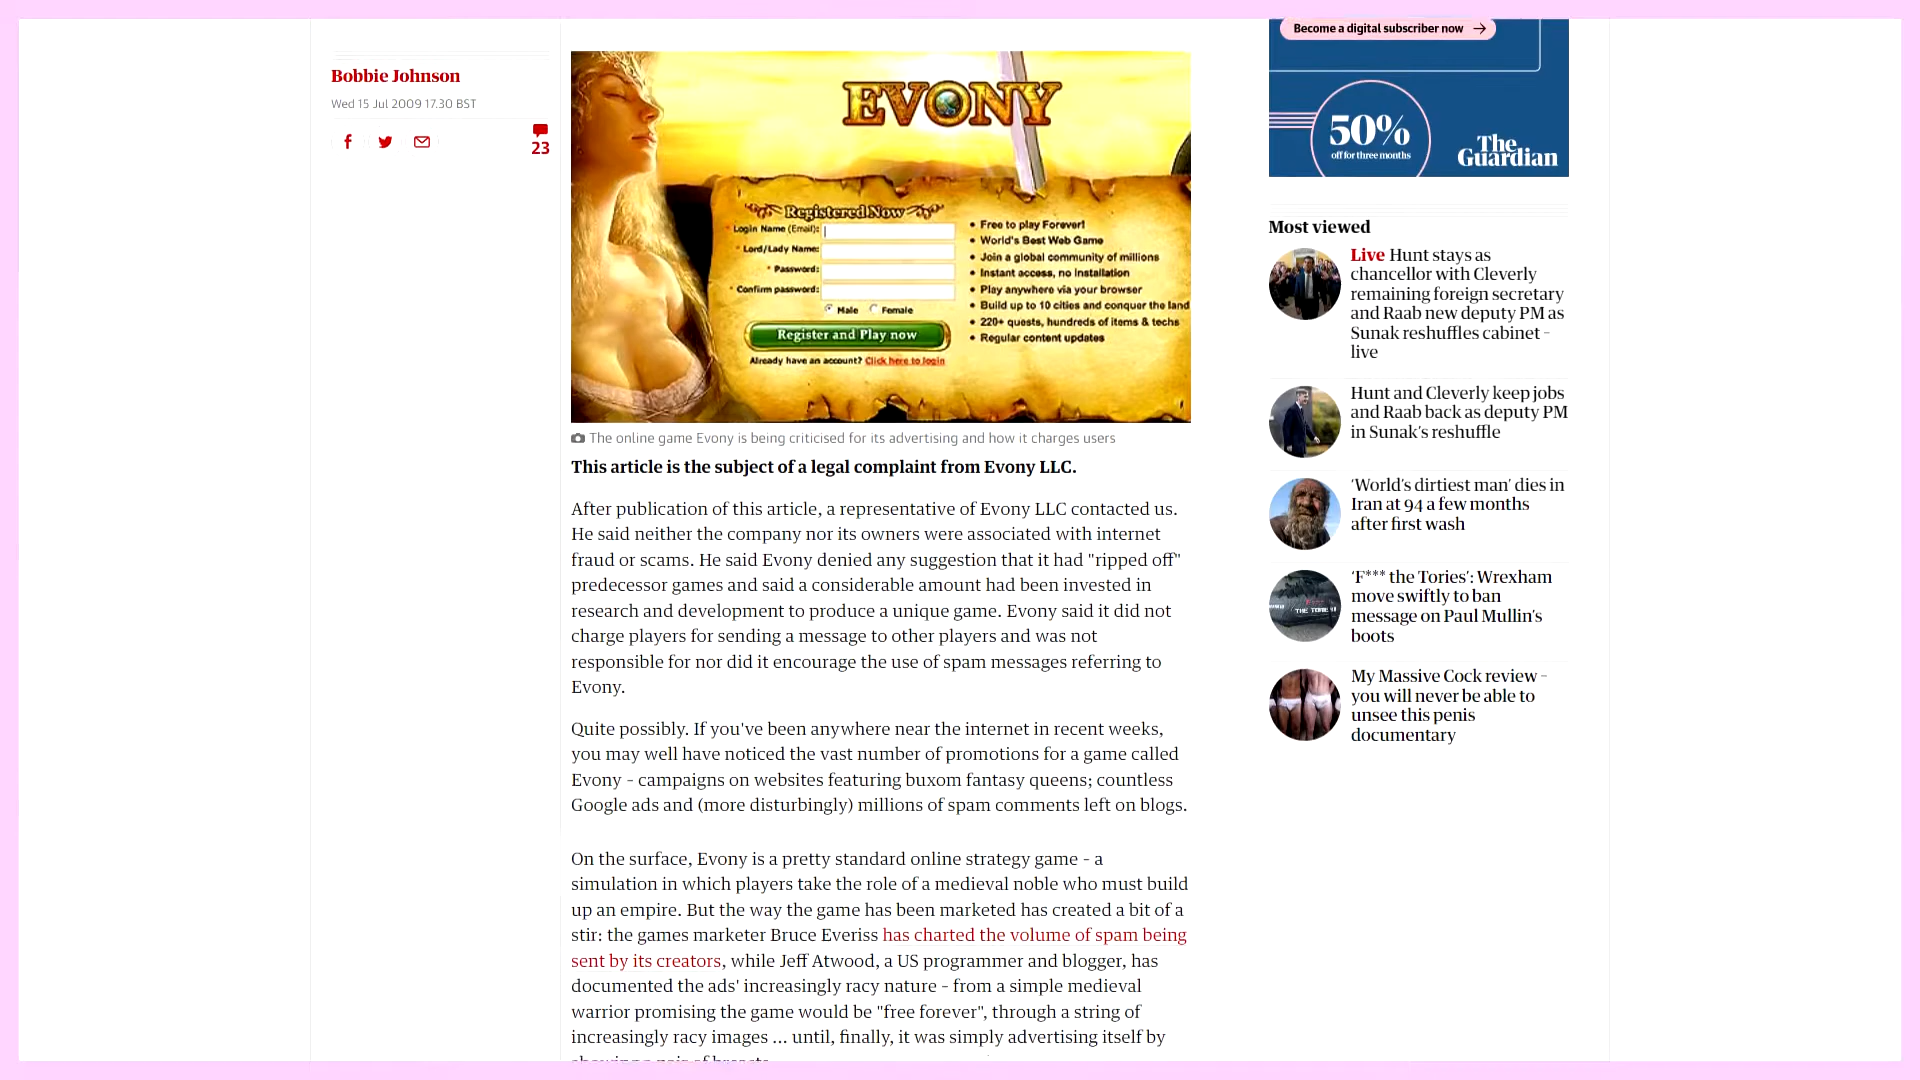 Become a digital subscriber now
50%
off for three months
The
Guardian
Bobbie Johnson
Wed 15 Jul 2009 17.30 BST
23
EVONY
Registered Now
* Login Name (Email):
* Lord/Lady Name:
* Password:
* Confirm password:
Male Female
Register and Play now
Already have an account? Click here to login
• Free to play Forever!
• World's Best Web Game
• Join a global community of millions
• Instant access, no installation
• Play anywhere via your browser
• Build up to 10 cities and conquer the land
• 220+ quests, hundreds of items & techs
• Regular content updates
The online game Evony is being criticised for its advertising and how it charges users
This article is the subject of a legal complaint from Evony LLC.
After publication of this article, a representative of Evony LLC contacted us.
He said neither the company nor its owners were associated with internet
fraud or scams. He said Evony denied any suggestion that it had "ripped off"
predecessor games and said a considerable amount had been invested in
research and development to produce a unique game. Evony said it did not
charge players for sending a message to other players and was not
responsible for nor did it encourage the use of spam messages referring to
Evony.
Quite possibly. If you've been anywhere near the internet in recent weeks,
you may well have noticed the vast number of promotions for a game called
Evony – campaigns on websites featuring buxom fantasy queens; countless
Google ads and (more disturbingly) millions of spam comments left on blogs.
On the surface, Evony is a pretty standard online strategy game – a
simulation in which players take the role of a medieval noble who must build
up an empire. But the way the game has been marketed has created a bit of a
stir: the games marketer Bruce Everiss has charted the volume of spam being
sent by its creators, while Jeff Atwood, a US programmer and blogger, has
documented the ads' increasingly racy nature – from a simple medieval
warrior promising the game would be "free forever", through a string of
increasingly racy images ... until, finally, it was simply advertising itself by
showing a pair of breasts.
Most viewed
Live Hunt stays as
chancellor with Cleverly
remaining foreign secretary
and Raab new deputy PM as
Sunak reshuffles cabinet –
live
Hunt and Cleverly keep jobs
and Raab back as deputy PM
in Sunak's reshuffle
'World's dirtiest man' dies in
Iran at 94 a few months
after first wash
'F*** the Tories': Wrexham
move swiftly to ban
message on Paul Mullin's
boots
My Massive Cock review –
you will never be able to
unsee this penis
documentary